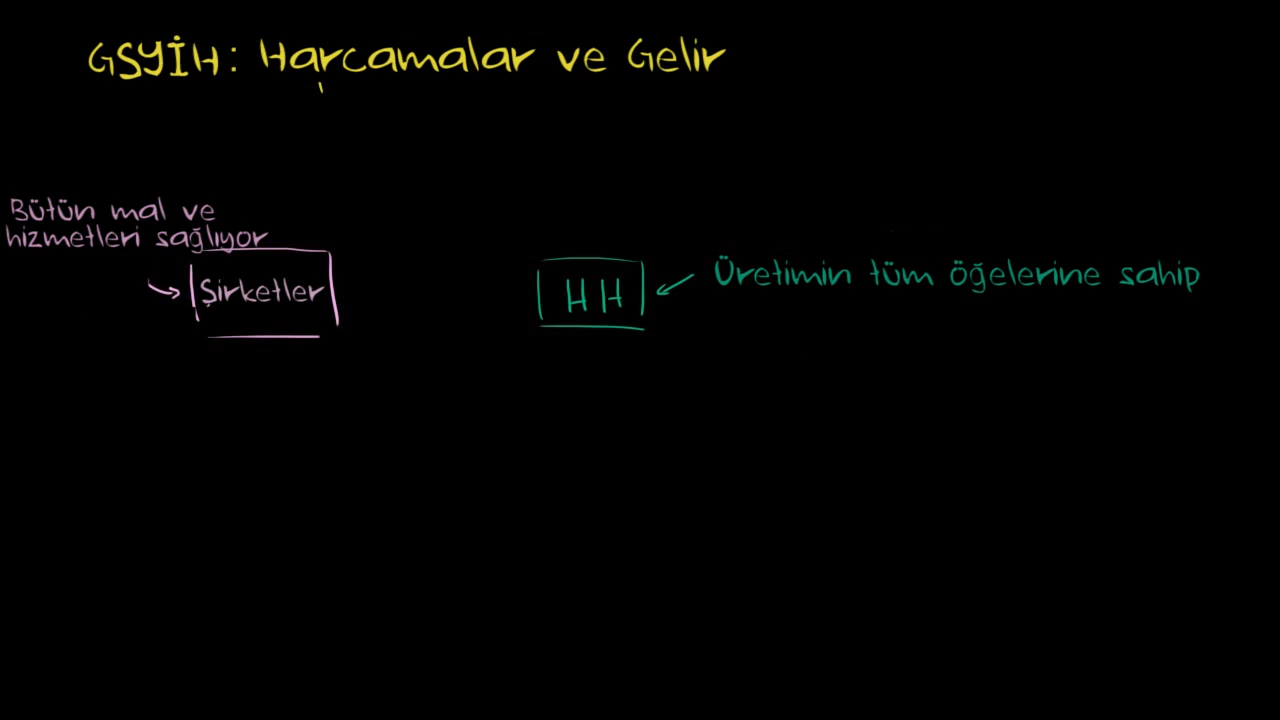 GSYİH: Harcamalar ve Gelir
Bütün mal ve
hizmetleri sağlıyor
Şirketler
HH
Üretimin tüm öğelerine sahip